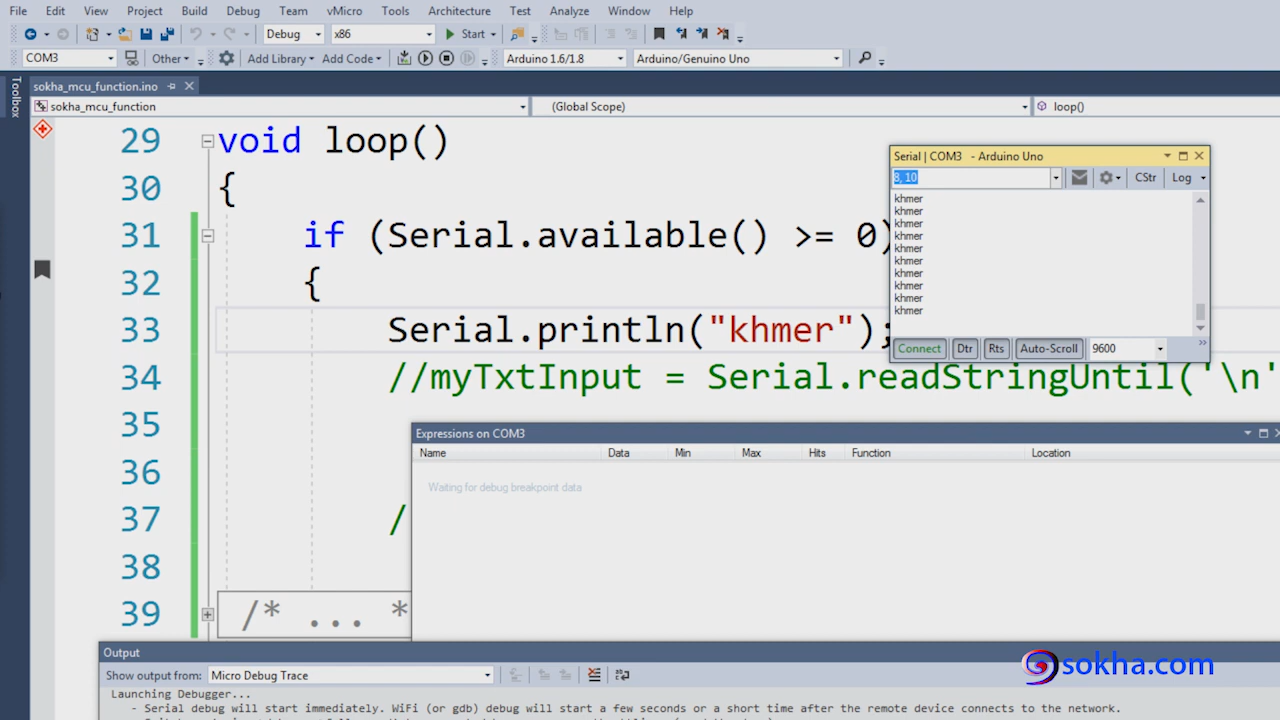 File Edit View Project Build Debug Team vMicro Tools Architecture Test Analyze Window Help
Debug x86 Start
COM3 Other Add Library Add Code Arduino 1.6/1.8 Arduino/Genuino Uno
Toolbox
sokha_mcu_function.ino
sokha_mcu_function (Global Scope) loop()
29 void loop()
30 {
31 if (Serial.available() >= 0)
32 {
33 Serial.println("khmer");
34 //myTxtInput = Serial.readStringUntil('\n'
35
36
37 /
38
39 /* ... *
Serial | COM3 - Arduino Uno
8, 10 CStr Log
khmer
khmer
khmer
khmer
khmer
khmer
khmer
khmer
khmer
khmer
Connect Dtr Rts Auto-Scroll 9600
Expressions on COM3
Name Data Min Max Hits Function Location
Waiting for debug breakpoint data
Output
Show output from: Micro Debug Trace
Launching Debugger...
- Serial debug will start immediately. WiFi (or gdb) debug will start a few seconds or a short time after the remote device connects to the network.
sokha.com